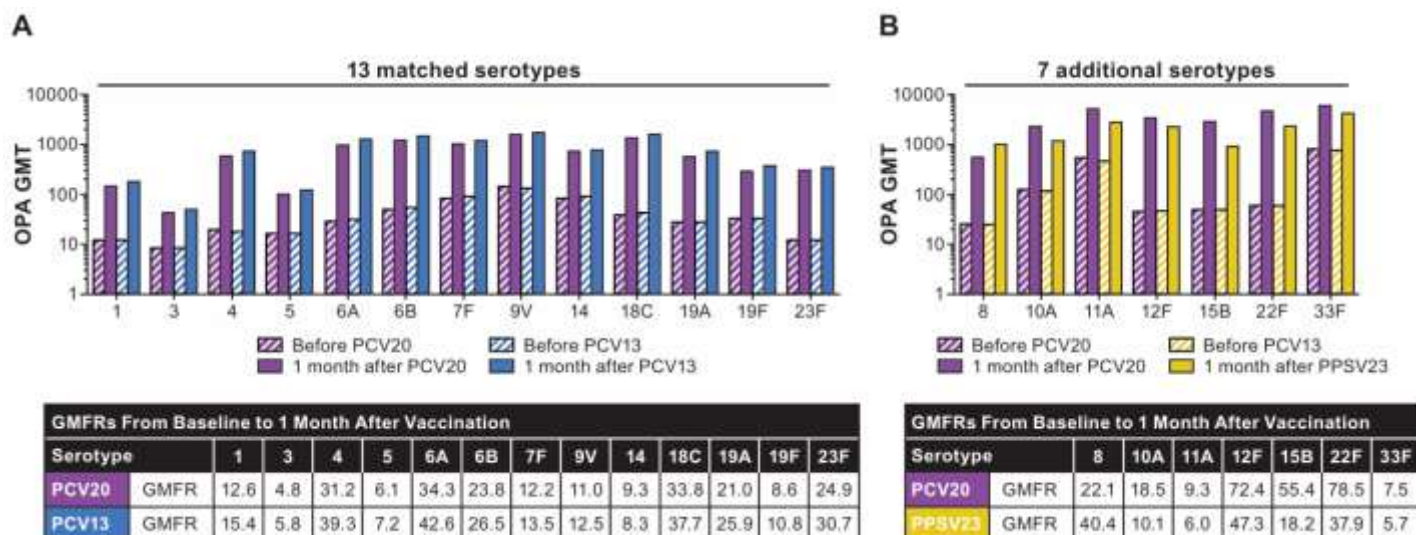 A
13 matched serotypes
10000
1000
100
10
1
OPA GMT
1 3 4 5 6A 6B 7F 9V 14 18C 19A 19F 23F
Before PCV20 Before PCV13
1 month after PCV20 1 month after PCV13
GMFRs From Baseline to 1 Month After Vaccination
Serotype 1 3 4 5 6A 6B 7F 9V 14 18C 19A 19F 23F
PCV20 GMFR 12.6 4.8 31.2 6.1 34.3 23.8 12.2 11.0 9.3 33.8 21.0 8.6 24.9
PCV13 GMFR 15.4 5.8 39.3 7.2 42.6 26.5 13.5 12.5 8.3 37.7 25.9 10.8 30.7
B
7 additional serotypes
10000
1000
100
10
1
OPA GMT
8 10A 11A 12F 15B 22F 33F
Before PCV20 Before PCV13
1 month after PCV20 1 month after PPSV23
GMFRs From Baseline to 1 Month After Vaccination
Serotype 8 10A 11A 12F 15B 22F 33F
PCV20 GMFR 22.1 18.5 9.3 72.4 55.4 78.5 7.5
PPSV23 GMFR 40.4 10.1 6.0 47.3 18.2 37.9 5.7